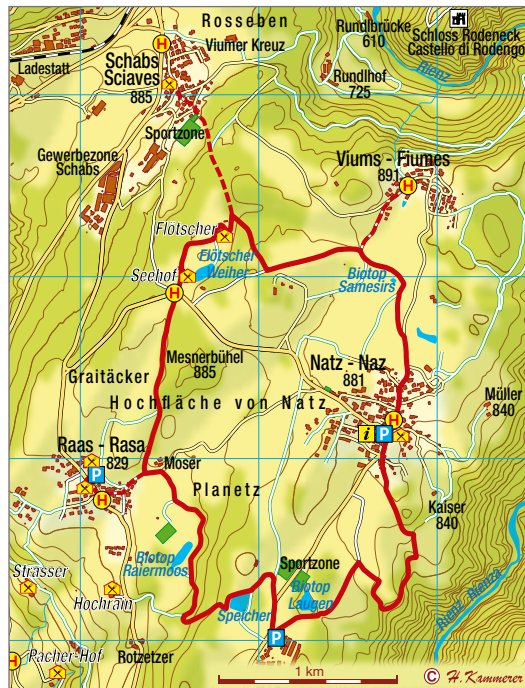 Rosseben
Viumer Kreuz
Rundlbrücke
610
Schloss Rodeneck
Castello di Rodengo
Rienz
Ladestatt
Schabs
Sciaves
885
Rundlhof
725
Sportzone
Gewerbezone
Schabs
Viums - Fiumes
891
H
H
Flötscher
Flötscher
Weiher
Seehof
H
Biotop
Samesirs
Mesnerbühel
885
Natz - Naz
881
Graitäcker
Hochfläche von Natz
Müller
840
H
i
P
Raas - Rasa
829
P
H
Moser
Planetz
Kaiser
840
Biotop
Raiermoos
Sportzone
Biotop
Laugen
Speicher
P
Strasser
Hochrain
Rienz Rienza
H
Pacher-Hof
Rotzetzer
1 km
© H. Kammerer